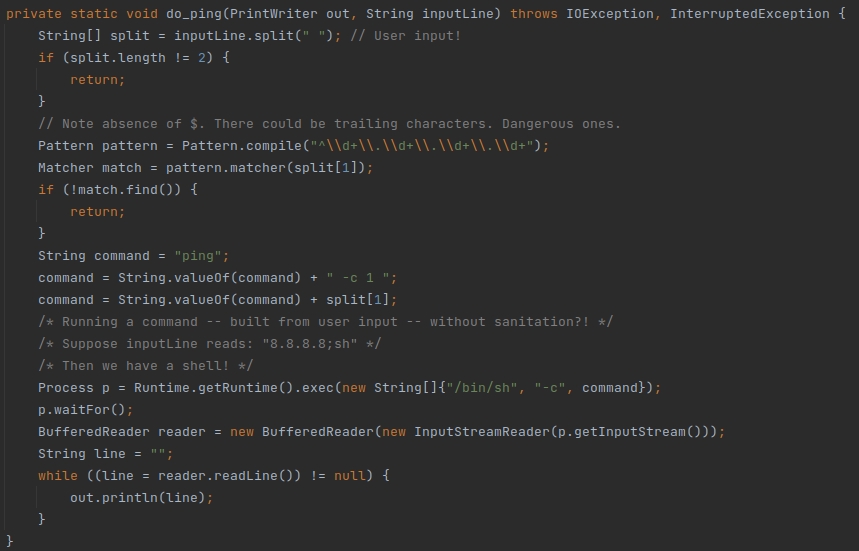 private static void do_ping(PrintWriter out, String inputLine) throws IOException, InterruptedException {
    String[] split = inputLine.split(" "); // User input!
    if (split.length != 2) {
        return;
    }
    // Note absence of $. There could be trailing characters. Dangerous ones.
    Pattern pattern = Pattern.compile("^\\d+\\.\\d+\\.\\d+\\.\\d+");
    Matcher match = pattern.matcher(split[1]);
    if (!match.find()) {
        return;
    }
    String command = "ping";
    command = String.valueOf(command) + " -c 1 ";
    command = String.valueOf(command) + split[1];
    /* Running a command -- built from user input -- without sanitation?! */
    /* Suppose inputLine reads: "8.8.8.8;sh" */
    /* Then we have a shell! */
    Process p = Runtime.getRuntime().exec(new String[]{"/bin/sh", "-c", command});
    p.waitFor();
    BufferedReader reader = new BufferedReader(new InputStreamReader(p.getInputStream()));
    String line = "";
    while ((line = reader.readLine()) != null) {
        out.println(line);
    }
}